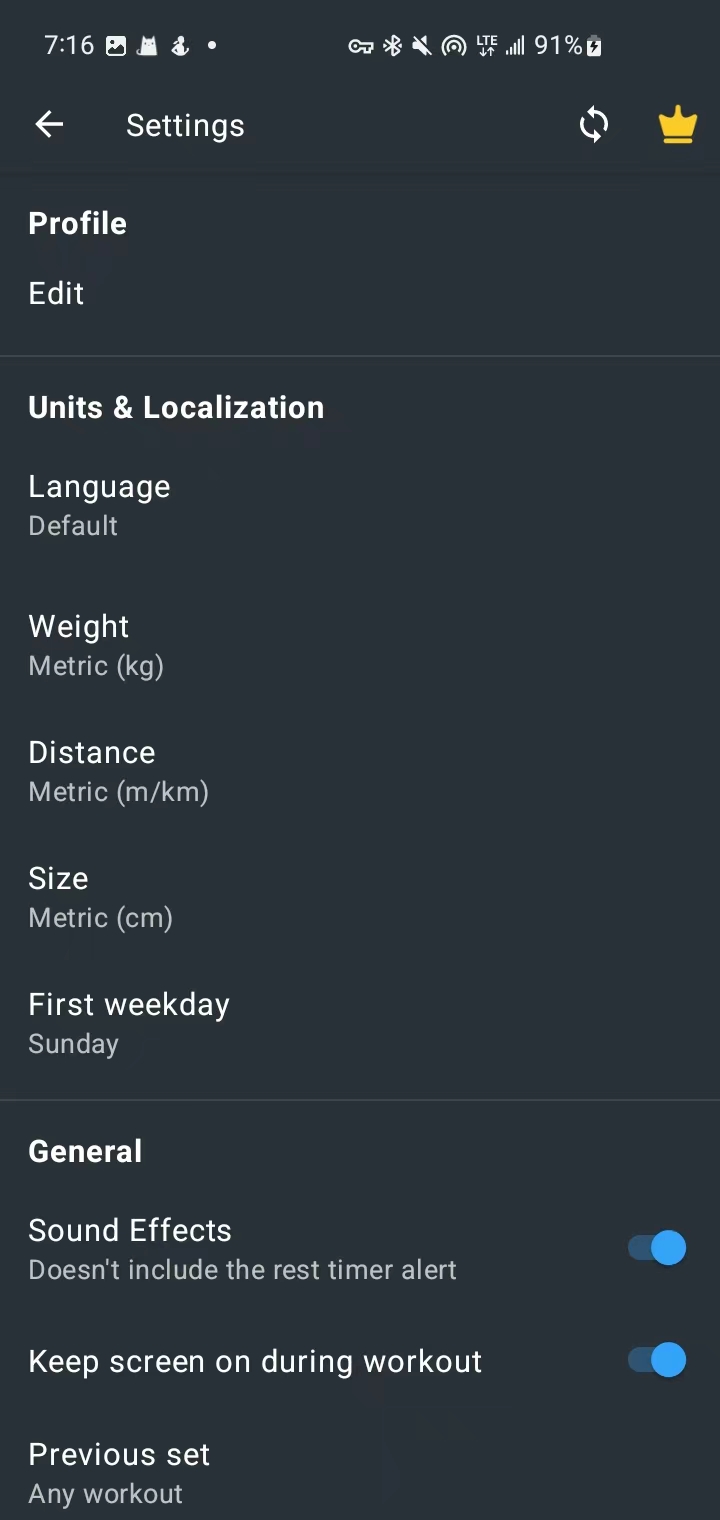 7:16 LTE 91%
Settings
Profile
Edit
Units & Localization
Language
Default
Weight
Metric (kg)
Distance
Metric (m/km)
Size
Metric (cm)
First weekday
Sunday
General
Sound Effects
Doesn't include the rest timer alert
Keep screen on during workout
Previous set
Any workout